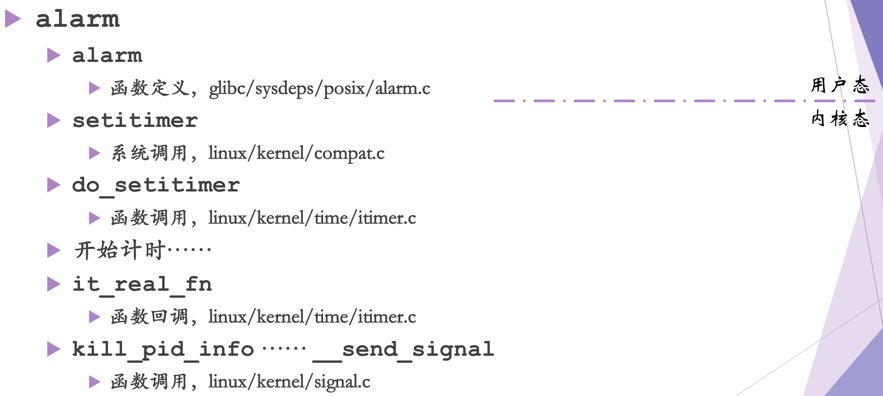 alarm
alarm
函数定义，glibc/sysdeps/posix/alarm.c
用户态
内核态
setitimer
系统调用，linux/kernel/compat.c
do_setitimer
函数调用，linux/kernel/time/itimer.c
开始计时……
it_real_fn
函数回调，linux/kernel/time/itimer.c
kill_pid_info …… __send_signal
函数调用，linux/kernel/signal.c